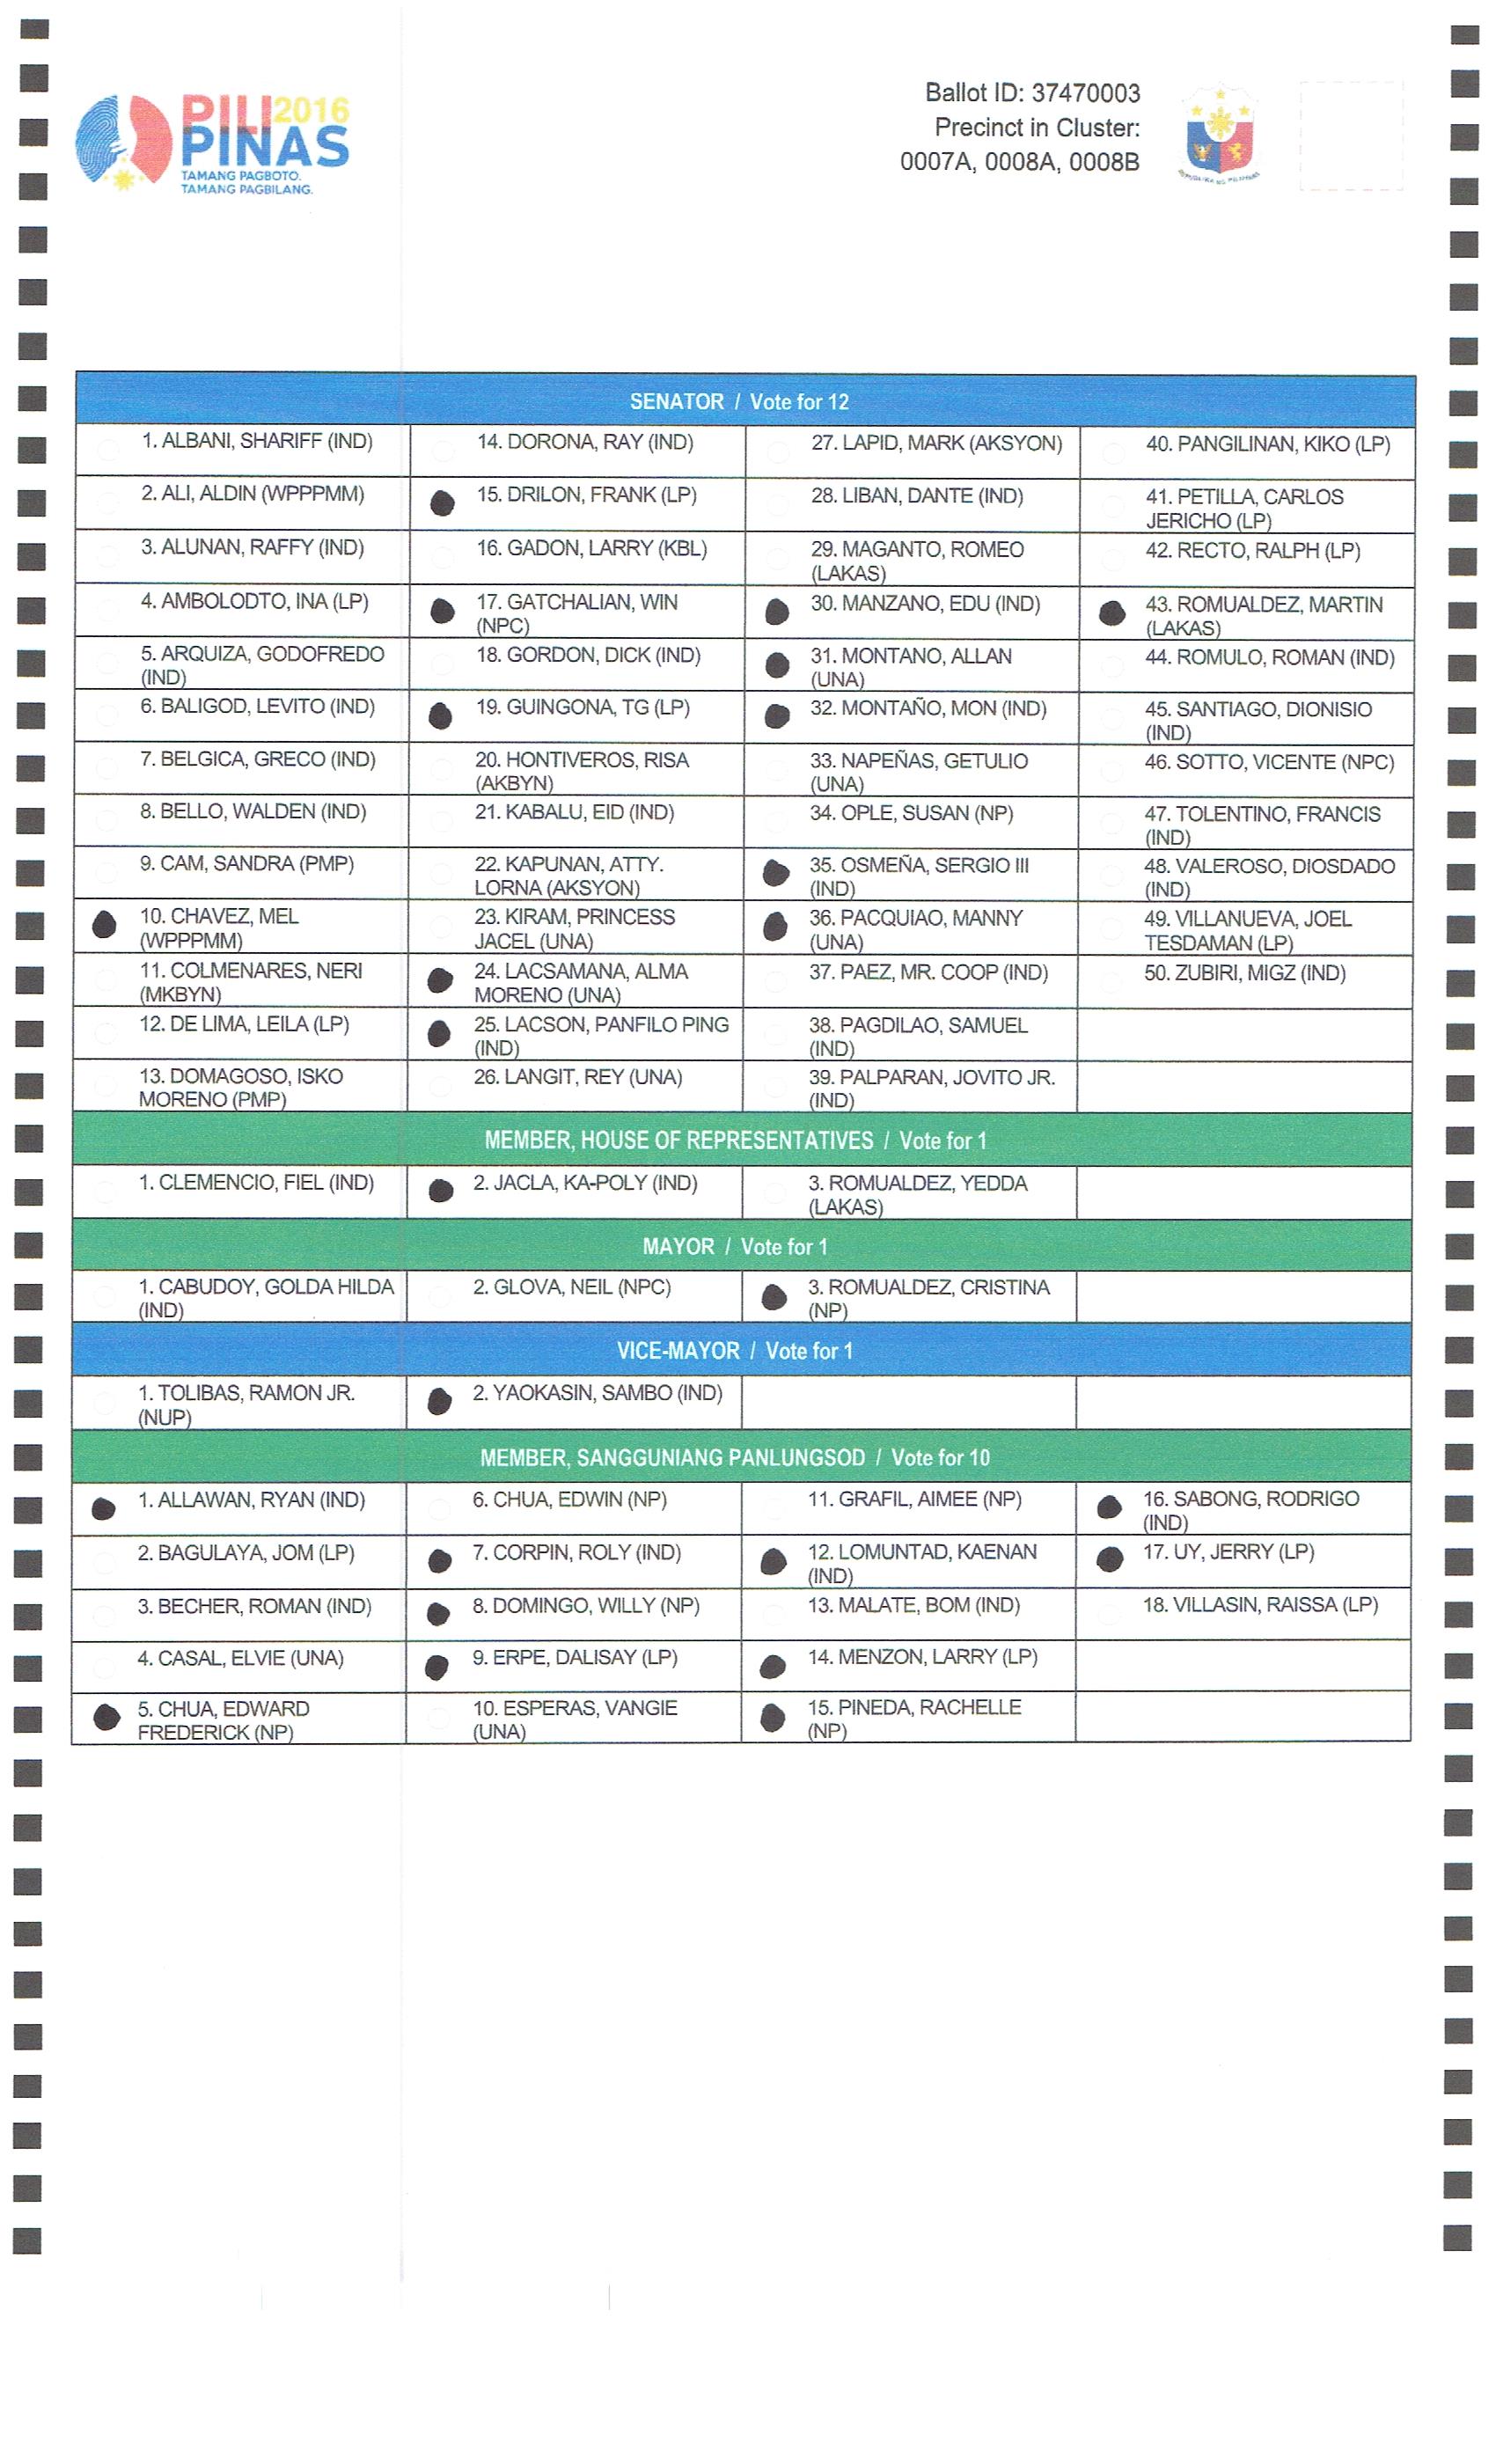 PILI 2016
PINAS
TAMANG PAGBOTO.
TAMANG PAGBILANG.
Ballot ID: 37470003
Precinct in Cluster:
0007A, 0008A, 0008B
REPUBLIKA NG PILIPINAS
SENATOR / Vote for 12
1. ALBANI, SHARIFF (IND)
14. DORONA, RAY (IND)
27. LAPID, MARK (AKSYON)
40. PANGILINAN, KIKO (LP)
2. ALI, ALDIN (WPPPMM)
15. DRILON, FRANK (LP)
28. LIBAN, DANTE (IND)
41. PETILLA, CARLOS
JERICHO (LP)
3. ALUNAN, RAFFY (IND)
16. GADON, LARRY (KBL)
29. MAGANTO, ROMEO
(LAKAS)
42. RECTO, RALPH (LP)
4. AMBOLODTO, INA (LP)
17. GATCHALIAN, WIN
(NPC)
30. MANZANO, EDU (IND)
43. ROMUALDEZ, MARTIN
(LAKAS)
5. ARQUIZA, GODOFREDO
(IND)
18. GORDON, DICK (IND)
31. MONTANO, ALLAN
(UNA)
44. ROMULO, ROMAN (IND)
6. BALIGOD, LEVITO (IND)
19. GUINGONA, TG (LP)
32. MONTAÑO, MON (IND)
45. SANTIAGO, DIONISIO
(IND)
7. BELGICA, GRECO (IND)
20. HONTIVEROS, RISA
(AKBYN)
33. NAPEÑAS, GETULIO
(UNA)
46. SOTTO, VICENTE (NPC)
8. BELLO, WALDEN (IND)
21. KABALU, EID (IND)
34. OPLE, SUSAN (NP)
47. TOLENTINO, FRANCIS
(IND)
9. CAM, SANDRA (PMP)
22. KAPUNAN, ATTY.
LORNA (AKSYON)
35. OSMEÑA, SERGIO III
(IND)
48. VALEROSO, DIOSDADO
(IND)
10. CHAVEZ, MEL
(WPPPMM)
23. KIRAM, PRINCESS
JACEL (UNA)
36. PACQUIAO, MANNY
(UNA)
49. VILLANUEVA, JOEL
TESDAMAN (LP)
11. COLMENARES, NERI
(MKBYN)
24. LACSAMANA, ALMA
MORENO (UNA)
37. PAEZ, MR. COOP (IND)
50. ZUBIRI, MIGZ (IND)
12. DE LIMA, LEILA (LP)
25. LACSON, PANFILO PING
(IND)
38. PAGDILAO, SAMUEL
(IND)
13. DOMAGOSO, ISKO
MORENO (PMP)
26. LANGIT, REY (UNA)
39. PALPARAN, JOVITO JR.
(IND)
MEMBER, HOUSE OF REPRESENTATIVES / Vote for 1
1. CLEMENCIO, FIEL (IND)
2. JACLA, KA-POLY (IND)
3. ROMUALDEZ, YEDDA
(LAKAS)
MAYOR / Vote for 1
1. CABUDOY, GOLDA HILDA
(IND)
2. GLOVA, NEIL (NPC)
3. ROMUALDEZ, CRISTINA
(NP)
VICE-MAYOR / Vote for 1
1. TOLIBAS, RAMON JR.
(NUP)
2. YAOKASIN, SAMBO (IND)
MEMBER, SANGGUNIANG PANLUNGSOD / Vote for 10
1. ALLAWAN, RYAN (IND)
6. CHUA, EDWIN (NP)
11. GRAFIL, AIMEE (NP)
16. SABONG, RODRIGO
(IND)
2. BAGULAYA, JOM (LP)
7. CORPIN, ROLY (IND)
12. LOMUNTAD, KAENAN
(IND)
17. UY, JERRY (LP)
3. BECHER, ROMAN (IND)
8. DOMINGO, WILLY (NP)
13. MALATE, BOM (IND)
18. VILLASIN, RAISSA (LP)
4. CASAL, ELVIE (UNA)
9. ERPE, DALISAY (LP)
14. MENZON, LARRY (LP)
5. CHUA, EDWARD
FREDERICK (NP)
10. ESPERAS, VANGIE
(UNA)
15. PINEDA, RACHELLE
(NP)